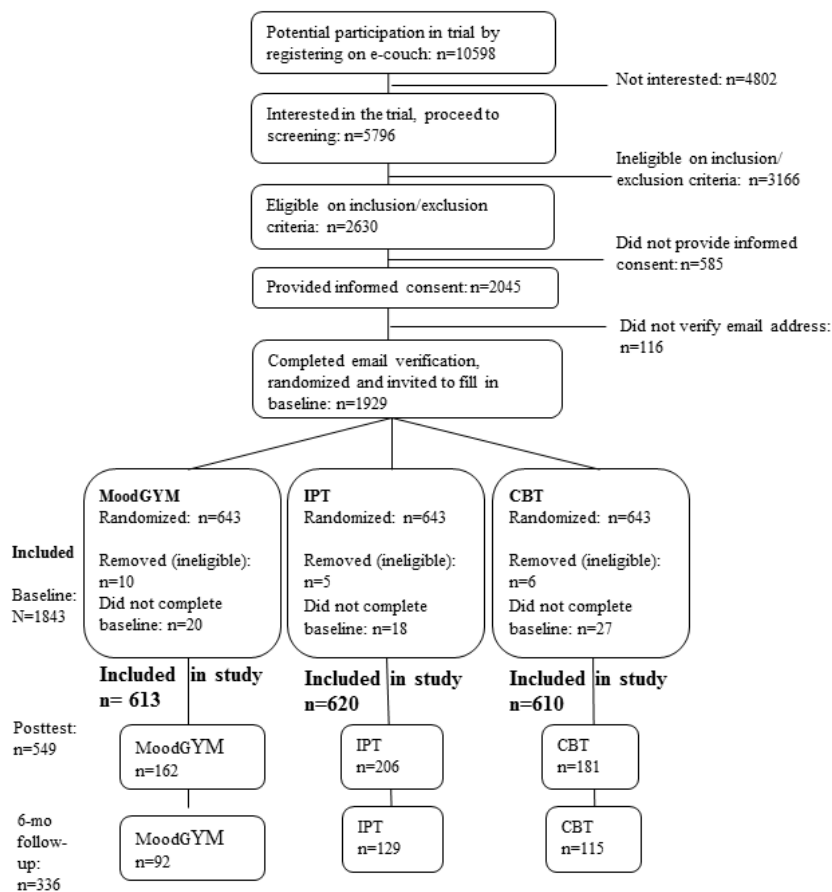 Potential participation in trial by
registering on e-couch: n=10598
Not interested: n=4802
Interested in the trial, proceed to
screening: n=5796
Ineligible on inclusion/
exclusion criteria: n=3166
Eligible on inclusion/exclusion
criteria: n=2630
Did not provide informed
consent: n=585
Provided informed consent: n=2045
Did not verify email address:
n=116
Completed email verification,
randomized and invited to fill in
baseline: n=1929
Included
Baseline:
N=1843
MoodGYM
Randomized: n=643
Removed (ineligible):
n=10
Did not complete
baseline: n=20
IPT
Randomized: n=643
Removed (ineligible):
n=5
Did not complete
baseline: n=18
CBT
Randomized: n=643
Removed (ineligible):
n=6
Did not complete
baseline: n=27
Included in study
n= 613
Included in study
n=620
Included in study
n=610
Posttest:
n=549
MoodGYM
n=162
IPT
n=206
CBT
n=181
6-mo
follow-
up:
n=336
MoodGYM
n=92
IPT
n=129
CBT
n=115